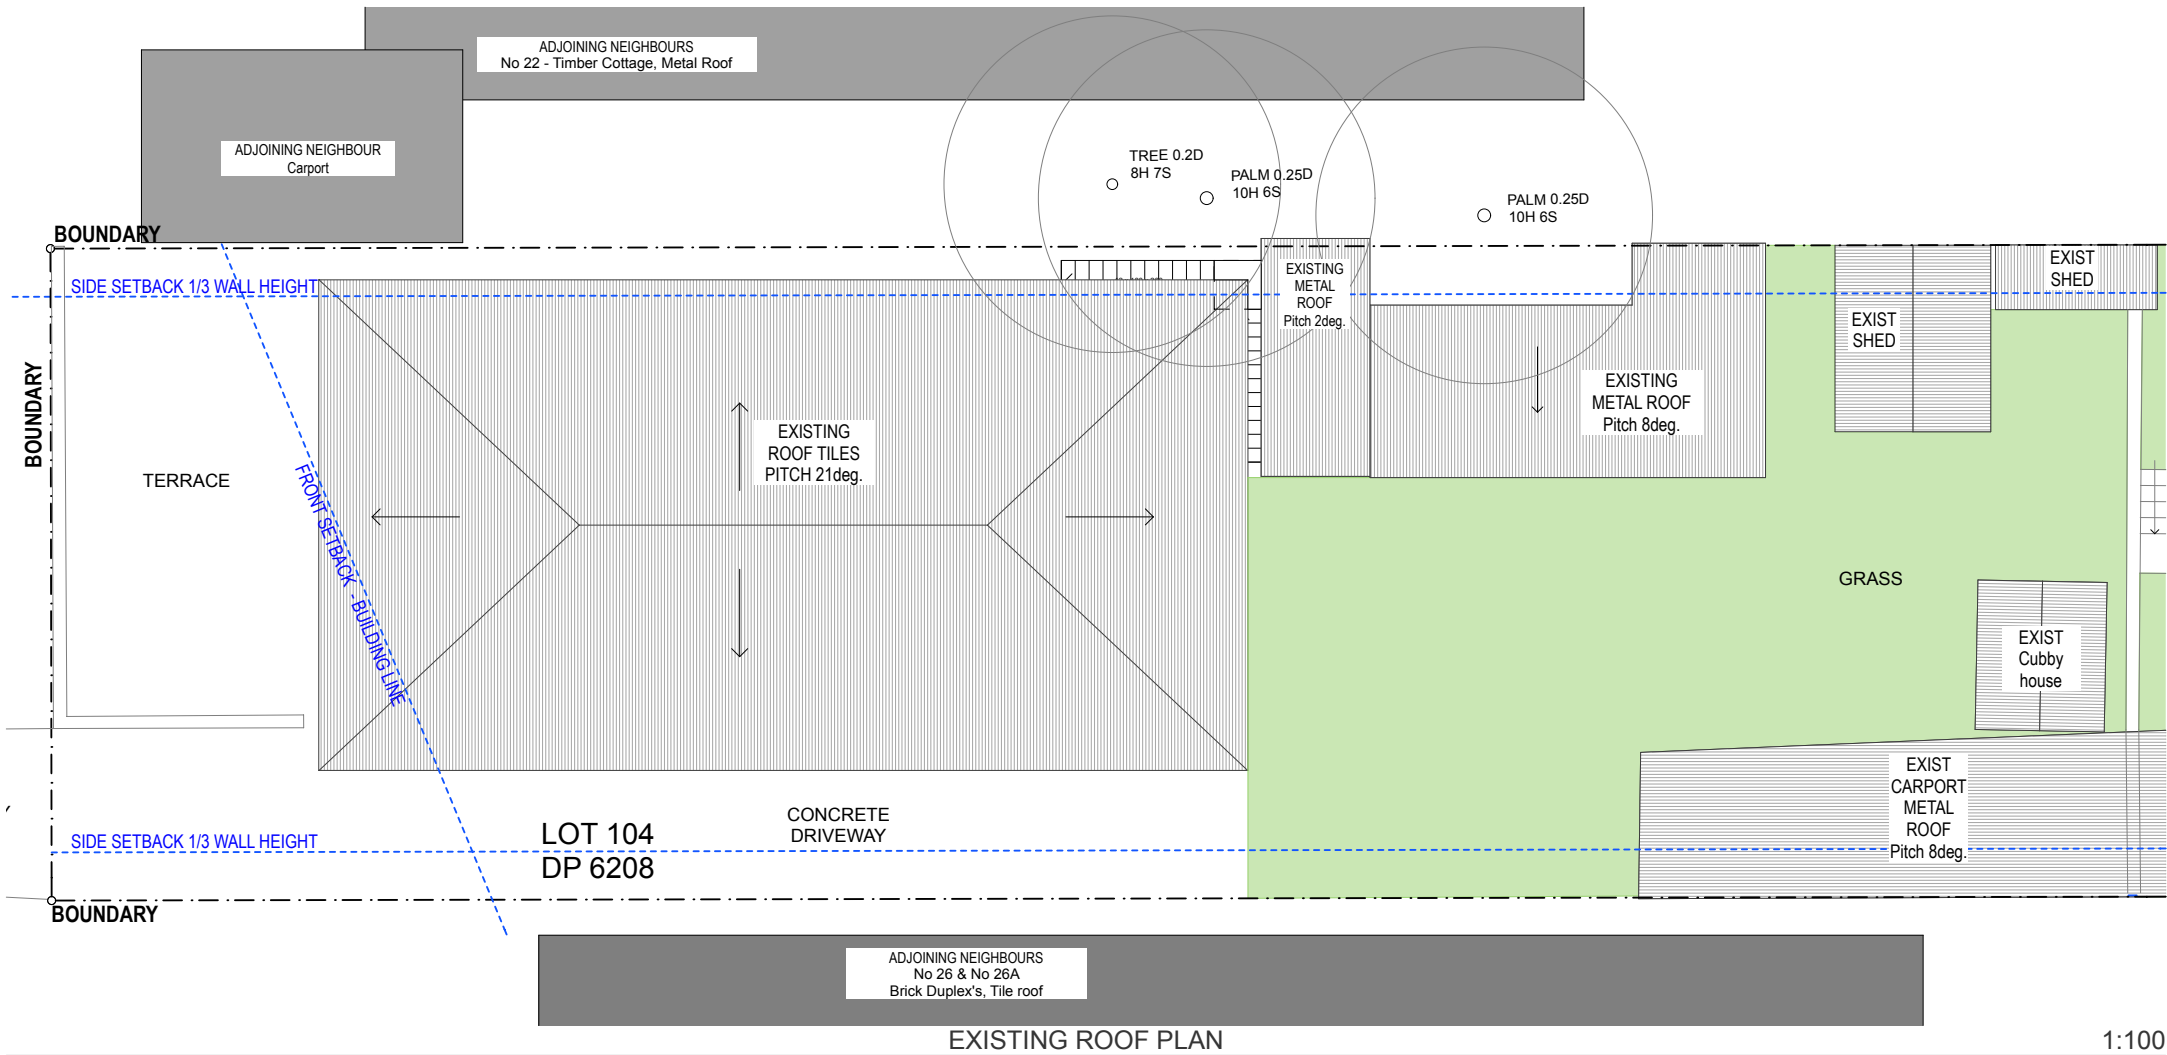 ADJOINING NEIGHBOURS
No 22 - Timber Cottage, Metal Roof
ADJOINING NEIGHBOUR
Carport
TREE 0.2D
8H 7S
PALM 0.25D
10H 6S
PALM 0.25D
10H 6S
BOUNDARY
SIDE SETBACK 1/3 WALL HEIGHT
EXISTING
METAL
ROOF
Pitch 2deg.
EXIST
SHED
EXIST
SHED
BOUNDARY
TERRACE
FRONT SETBACK - BUILDING LINE
EXISTING
ROOF TILES
PITCH 21deg.
EXISTING
METAL ROOF
Pitch 8deg.
GRASS
EXIST
Cubby
house
EXIST
CARPORT
METAL
ROOF
Pitch 8deg.
SIDE SETBACK 1/3 WALL HEIGHT
LOT 104
DP 6208
CONCRETE
DRIVEWAY
BOUNDARY
ADJOINING NEIGHBOURS
No 26 & No 26A
Brick Duplex's, Tile roof
EXISTING ROOF PLAN
1:100